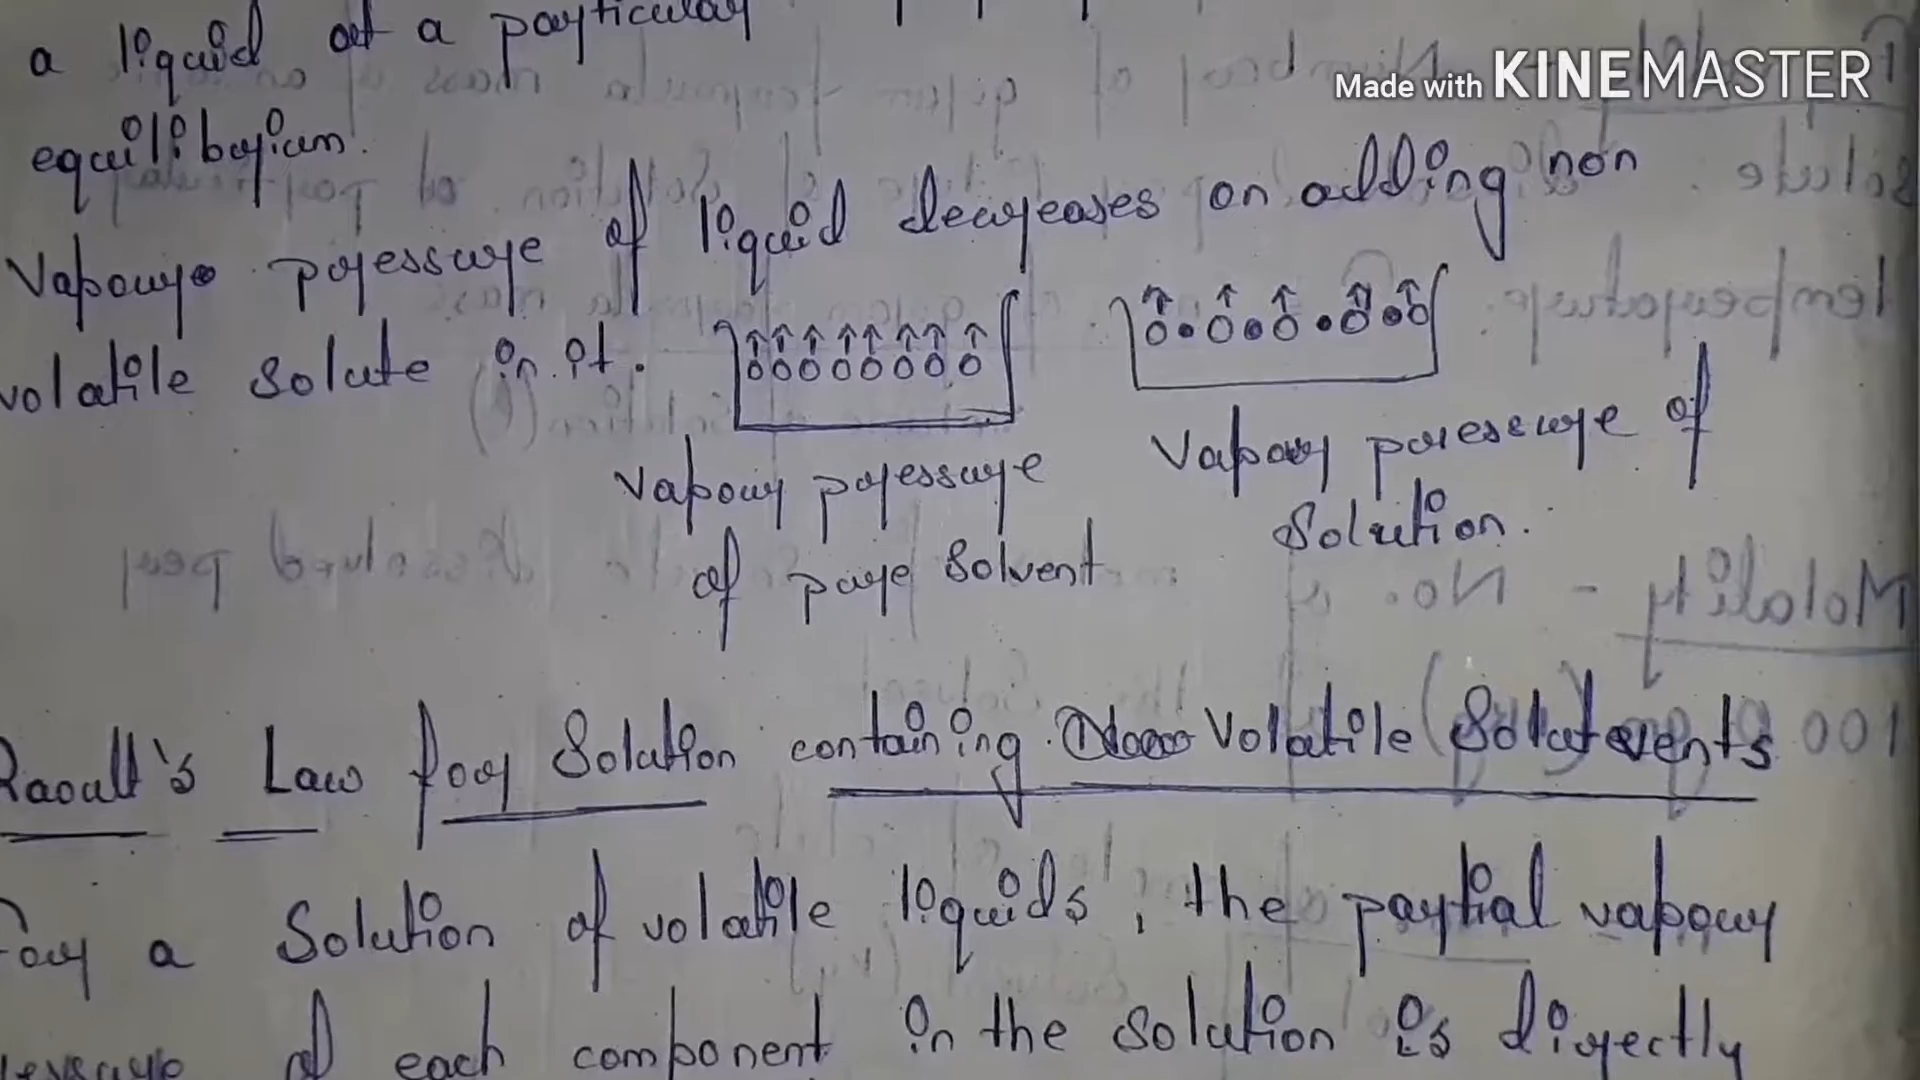 a liquid at a particular
Made with KINEMASTER
equilibrium.
Vapour pressure of liquid decreases on adding non
volatile solute in it.
Vapour pressure
of pure solvent
Vapour pressure of
solution.
Raoult's Law for Solution containing volatile Solvents
For a Solution of volatile liquids, the partial vapour
pressure of each component in the solution is directly